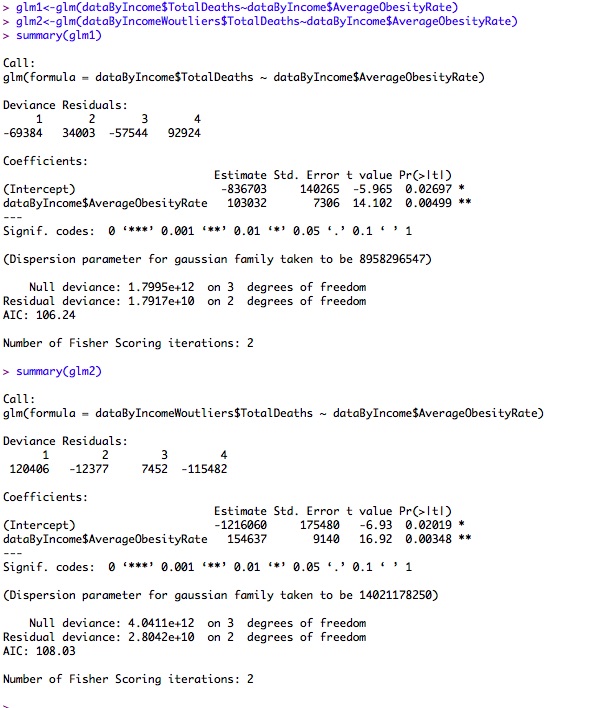 > glm1<-glm(dataByIncome$TotalDeaths~dataByIncome$AverageObesityRate)
> glm2<-glm(dataByIncomeWoutliers$TotalDeaths~dataByIncome$AverageObesityRate)
> summary(glm1)

Call:
glm(formula = dataByIncome$TotalDeaths ~ dataByIncome$AverageObesityRate)

Deviance Residuals:
     1       2       3       4
-69384   34003  -57544   92924

Coefficients:
                                Estimate Std. Error t value Pr(>|t|)
(Intercept)                      -836703     140265  -5.965  0.02697 *
dataByIncome$AverageObesityRate   103032       7306  14.102  0.00499 **
---
Signif. codes:  0 ‘***’ 0.001 ‘**’ 0.01 ‘*’ 0.05 ‘.’ 0.1 ‘ ’ 1

(Dispersion parameter for gaussian family taken to be 8958296547)

    Null deviance: 1.7995e+12  on 3  degrees of freedom
Residual deviance: 1.7917e+10  on 2  degrees of freedom
AIC: 106.24

Number of Fisher Scoring iterations: 2

> summary(glm2)

Call:
glm(formula = dataByIncomeWoutliers$TotalDeaths ~ dataByIncome$AverageObesityRate)

Deviance Residuals:
      1        2        3        4
 120406   -12377     7452  -115482

Coefficients:
                                Estimate Std. Error t value Pr(>|t|)
(Intercept)                     -1216060     175480   -6.93  0.02019 *
dataByIncome$AverageObesityRate   154637       9140   16.92  0.00348 **
---
Signif. codes:  0 ‘***’ 0.001 ‘**’ 0.01 ‘*’ 0.05 ‘.’ 0.1 ‘ ’ 1

(Dispersion parameter for gaussian family taken to be 14021178250)

    Null deviance: 4.0411e+12  on 3  degrees of freedom
Residual deviance: 2.8042e+10  on 2  degrees of freedom
AIC: 108.03

Number of Fisher Scoring iterations: 2

>